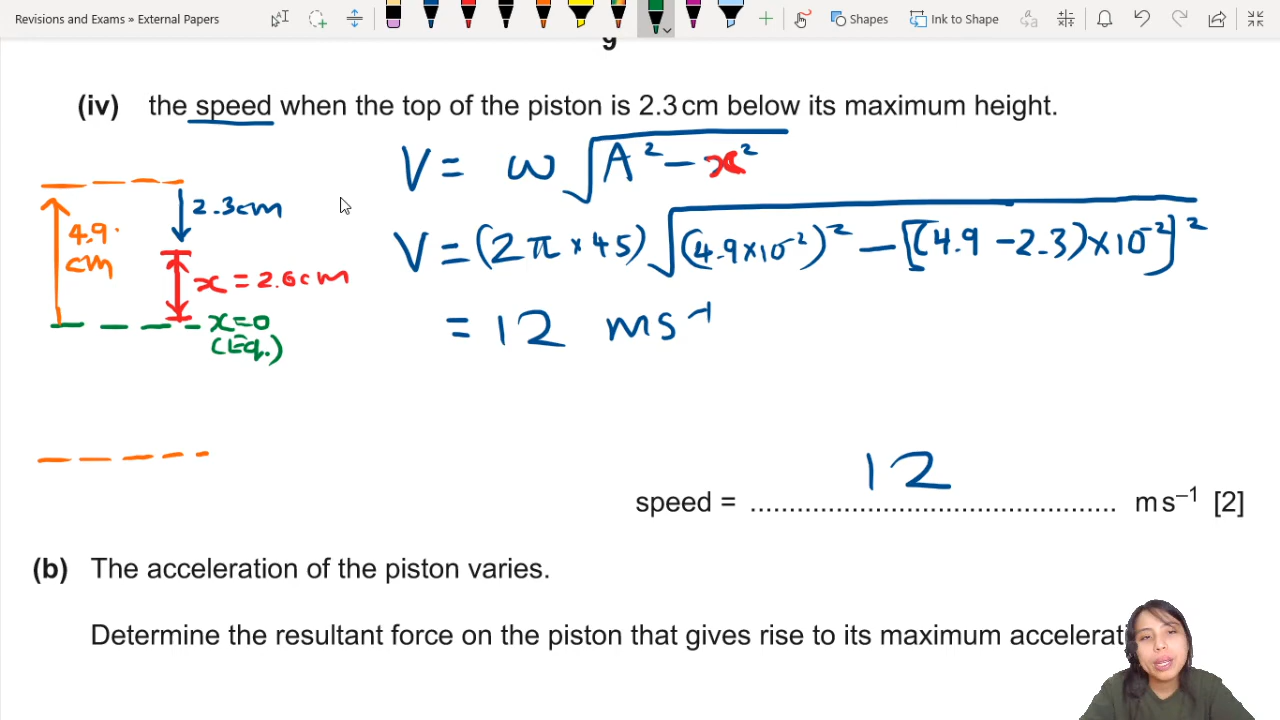 Revisions and Exams » External Papers
Shapes
Ink to Shape
g
(iv) the speed when the top of the piston is 2.3 cm below its maximum height.
V = ω √A² − x²
2.3cm
4.9
cm
V = (2π × 45) √(4.9×10⁻²)² − [(4.9 − 2.3)×10⁻²]²
x = 2.6cm
x=0
(Eq.)
= 12 ms⁻¹
12
speed = ................................................ m s⁻¹ [2]
(b) The acceleration of the piston varies.
Determine the resultant force on the piston that gives rise to its maximum accelerati